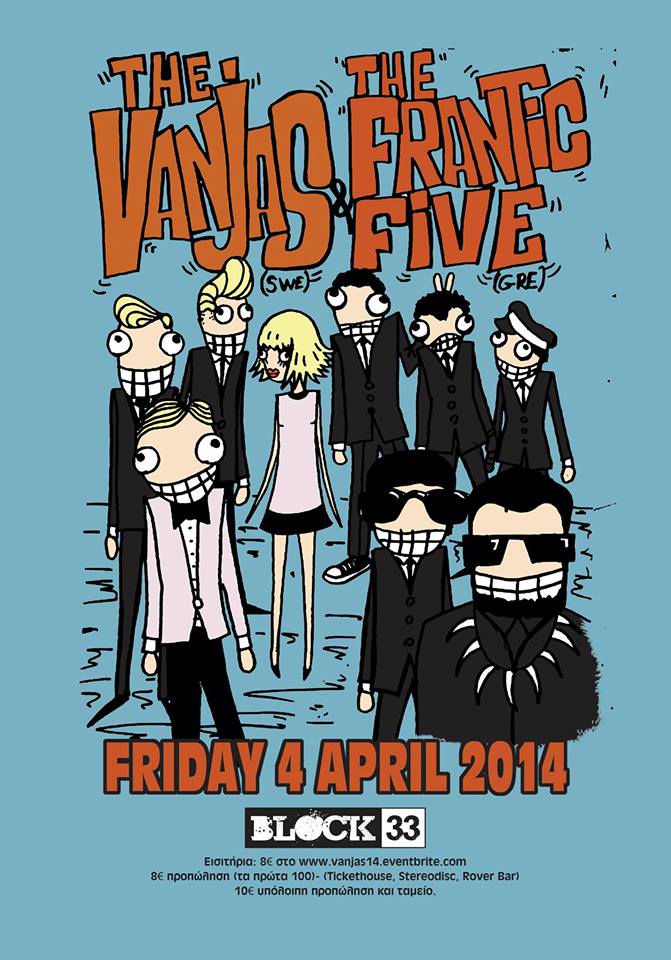 THE VANJAS
(SWE)
&
THE FRANTIC FIVE
(GRE)
FRIDAY 4 APRIL 2014
BLOCK 33
Εισιτήρια: 8€ στο www.vanjas14.eventbrite.com
8€ προπώληση (τα πρώτα 100)- (Tickethouse, Stereodisc, Rover Bar)
10€ υπόλοιπη προπώληση και ταμείο.